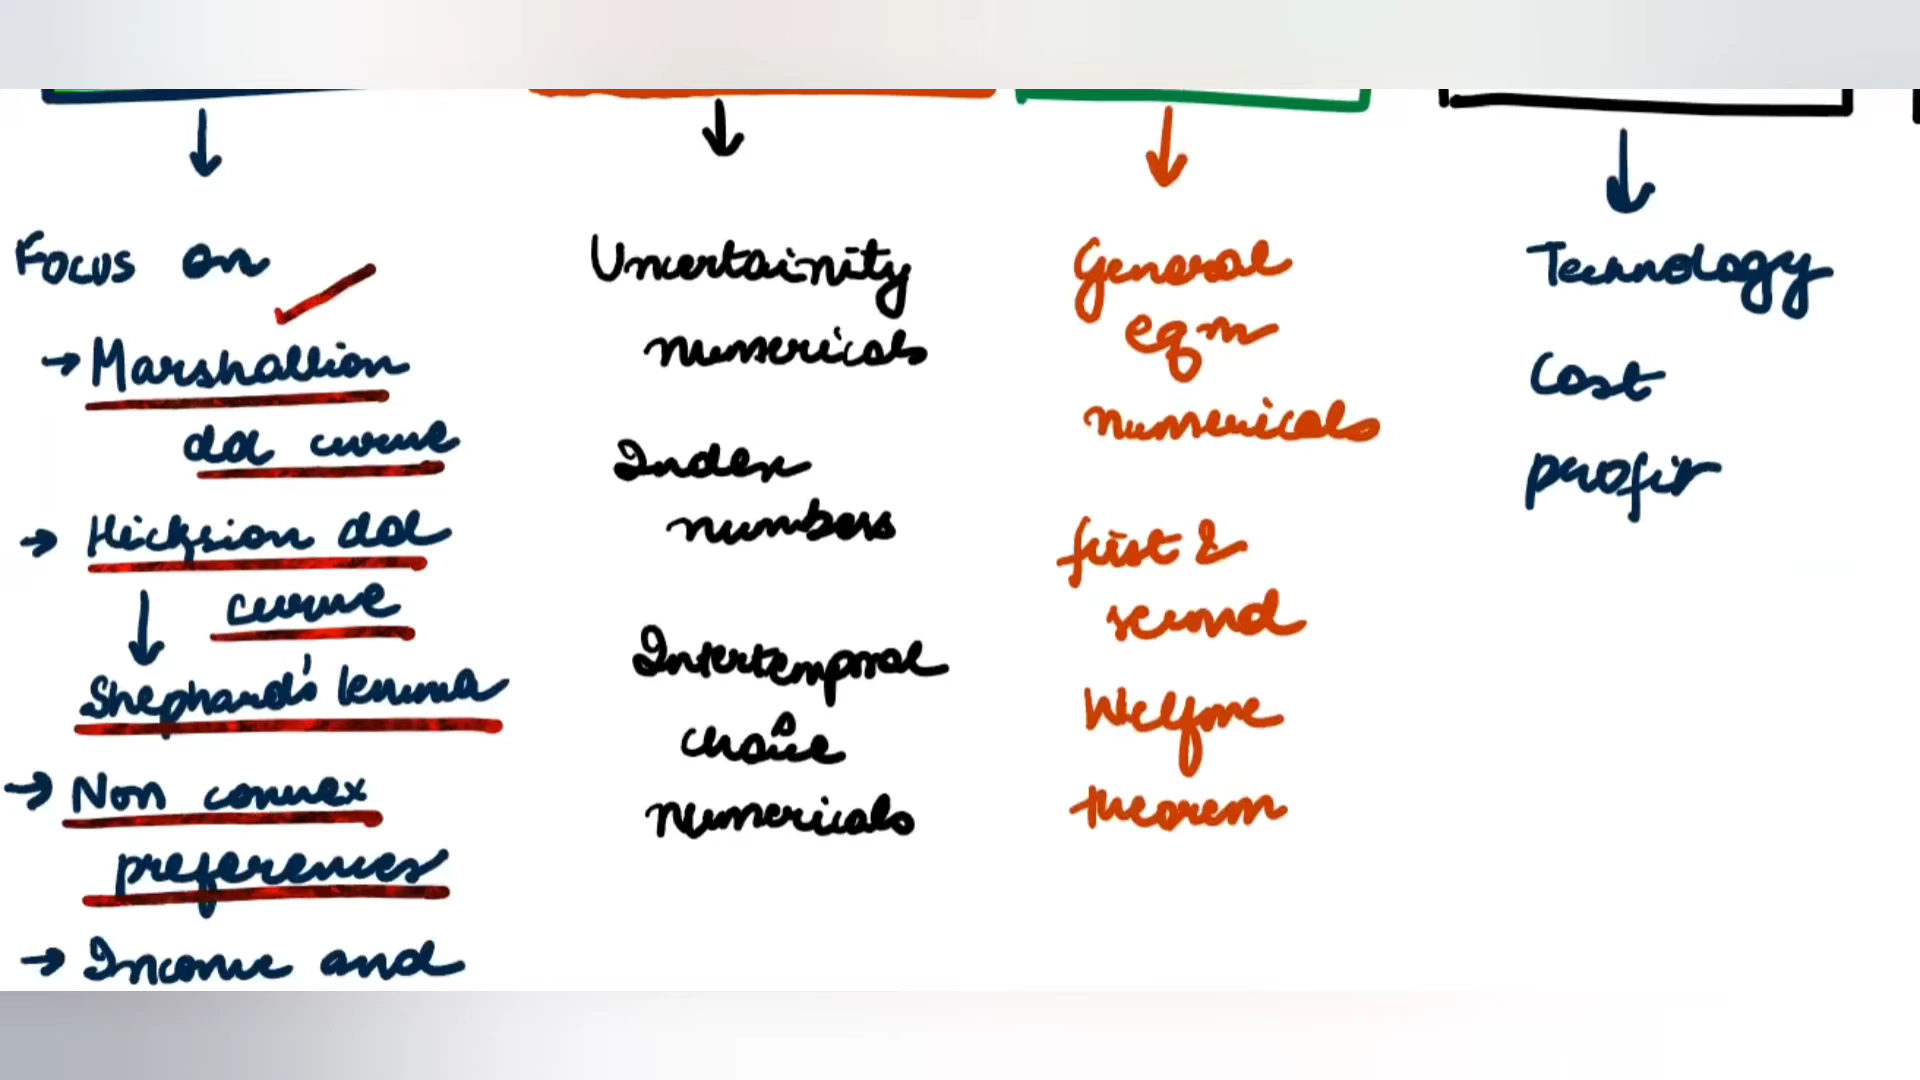 Focus on
→ Marshallian
dd curve
→ Hicksian dd
curve
Shephard's lemma
→ Non convex
preferences
→ Income and
Uncertainity
numericals
Index
numbers
Intertemporal
choice
numericals
General
eqm
numericals
first &
second
Welfare
theorem
Technology
Cost
profit